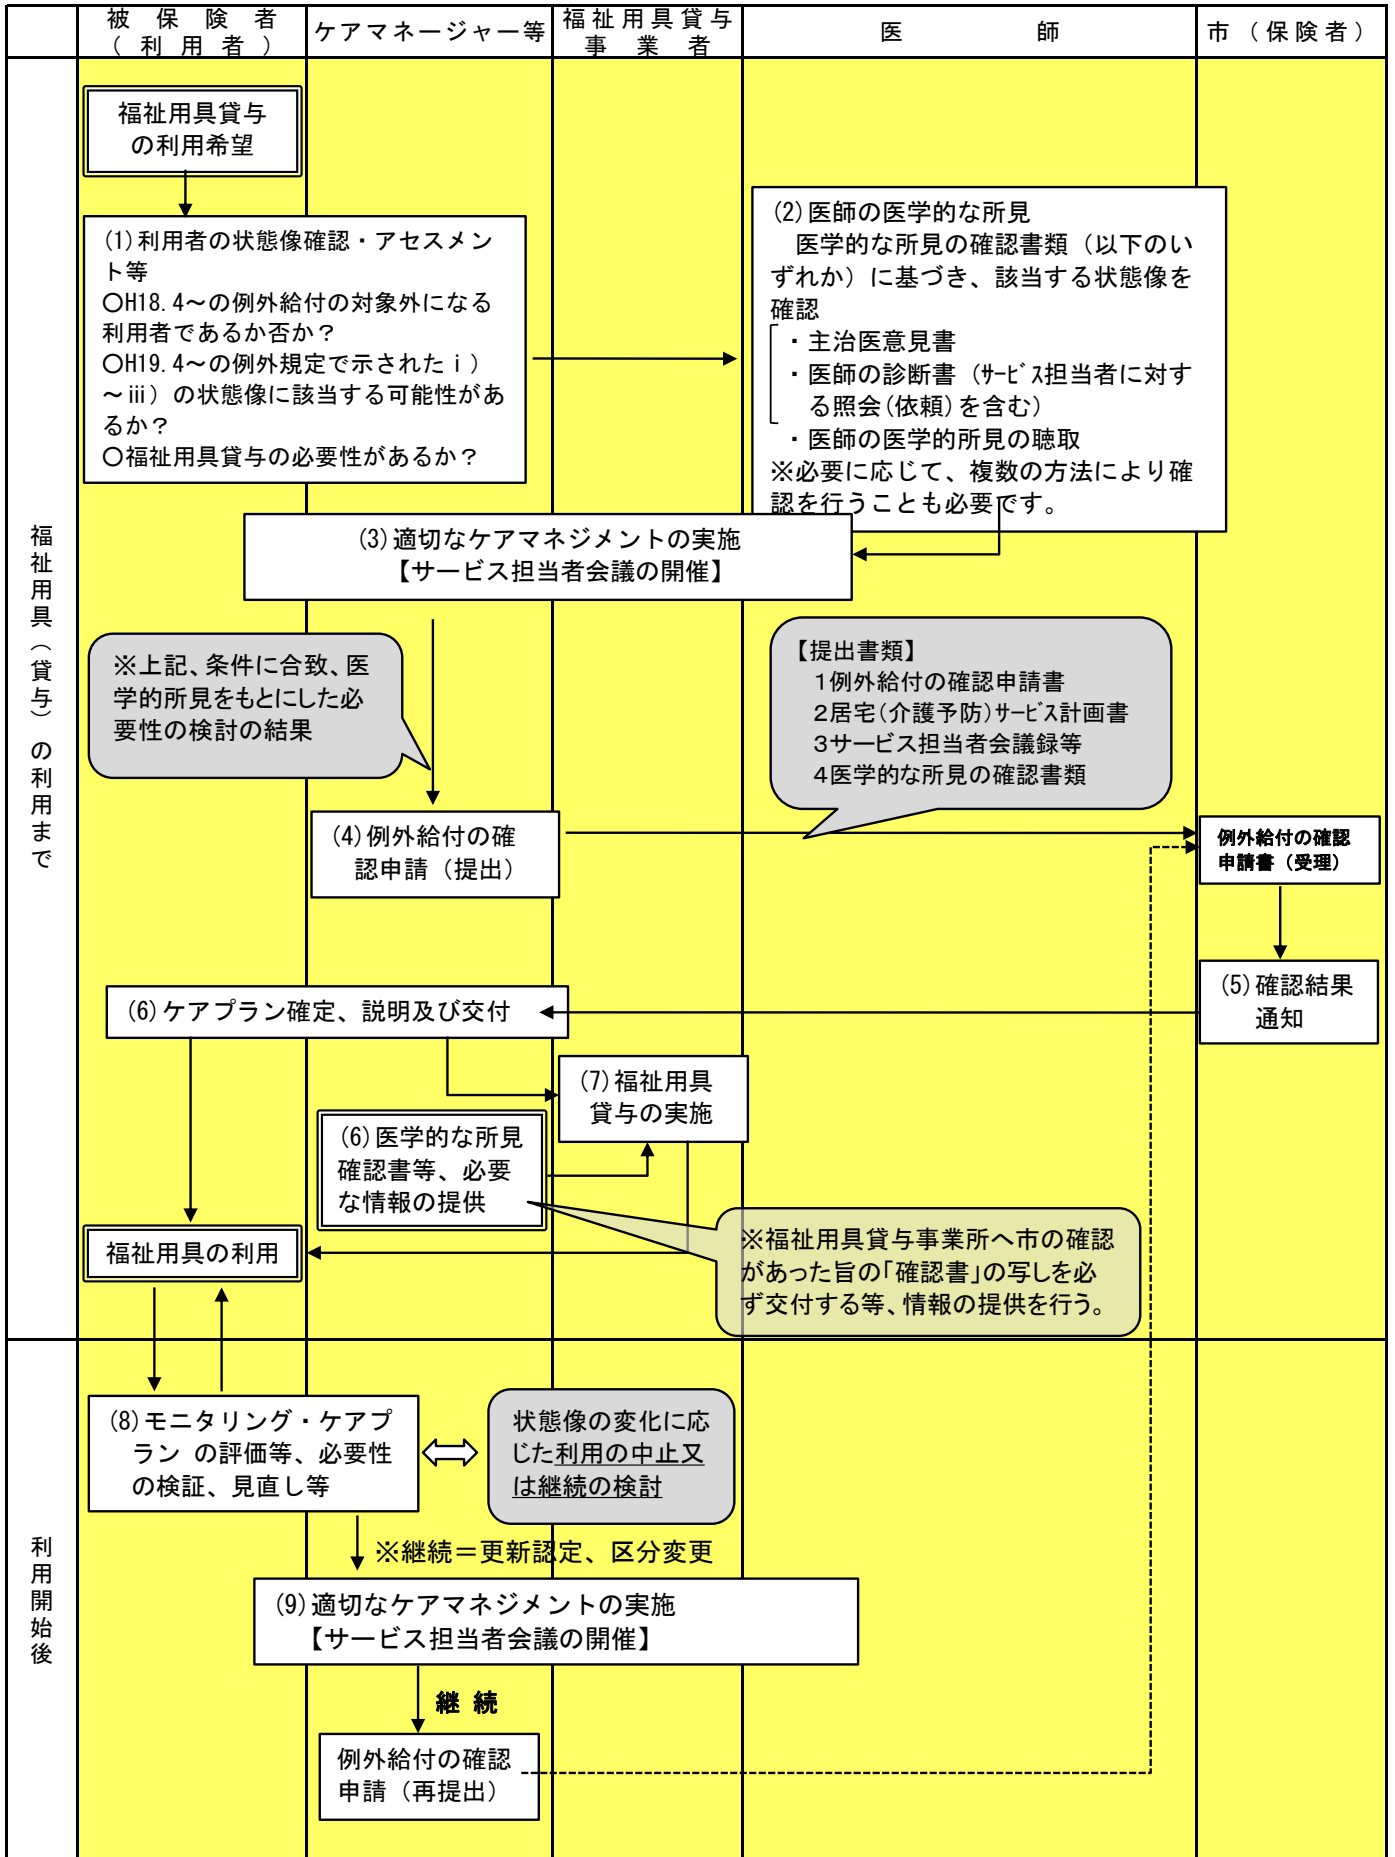 被保険者
（利用者）
ケアマネージャー等
福祉用具貸与
事業者
医師
市（保険者）
福祉用具（貸与）の利用まで
福祉用具貸与
の利用希望
(1)利用者の状態像確認・アセスメン
ト等
〇H18.4～の例外給付の対象外になる
利用者であるか否か？
〇H19.4～の例外規定で示されたⅰ）
～ⅲ）の状態像に該当する可能性があ
るか？
〇福祉用具貸与の必要性があるか？
(2)医師の医学的な所見
医学的な所見の確認書類（以下のい
ずれか）に基づき、該当する状態像を
確認
・主治医意見書
・医師の診断書（ｻｰﾋﾞｽ担当者に対す
る照会(依頼)を含む）
・医師の医学的所見の聴取
※必要に応じて、複数の方法により確
認を行うことも必要です。
(3)適切なケアマネジメントの実施
【サービス担当者会議の開催】
※上記、条件に合致、医
学的所見をもとにした必
要性の検討の結果
【提出書類】
１例外給付の確認申請書
２居宅(介護予防)ｻｰﾋﾞｽ計画書
３サービス担当者会議録等
４医学的な所見の確認書類
(4)例外給付の確
認申請（提出）
例外給付の確認
申請書（受理）
(5)確認結果
通知
(6)ケアプラン確定、説明及び交付
(7)福祉用具
貸与の実施
(6)医学的な所見
確認書等、必要
な情報の提供
※福祉用具貸与事業所へ市の確認
があった旨の「確認書」の写しを必
ず交付する等、情報の提供を行う。
福祉用具の利用
利用開始後
(8)モニタリング・ケアプ
ラン の評価等、必要性
の検証、見直し等
状態像の変化に応
じた利用の中止又
は継続の検討
※継続＝更新認定、区分変更
(9)適切なケアマネジメントの実施
【サービス担当者会議の開催】
継続
例外給付の確認
申請（再提出）